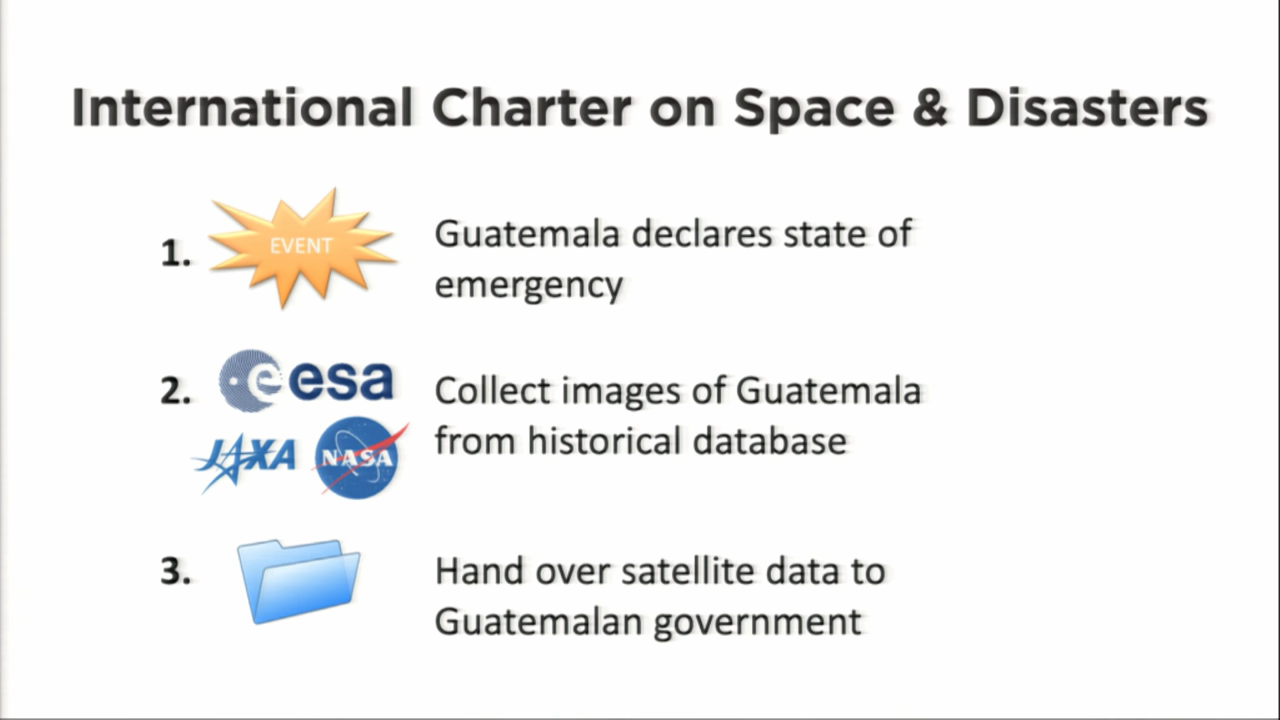 International Charter on Space & Disasters
1.
EVENT
Guatemala declares state of
emergency
2.
esa
JAXA
NASA
Collect images of Guatemala
from historical database
3.
Hand over satellite data to
Guatemalan government